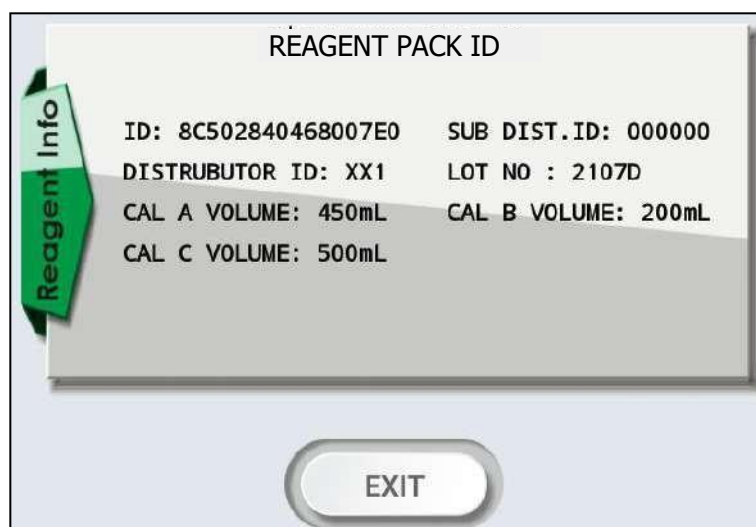 REAGENT PACK ID
Reagent Info
ID: 8C502840468007E0 SUB DIST.ID: 000000
DISTRUBUTOR ID: XX1 LOT NO : 2107D
CAL A VOLUME: 450mL CAL B VOLUME: 200mL
CAL C VOLUME: 500mL
EXIT